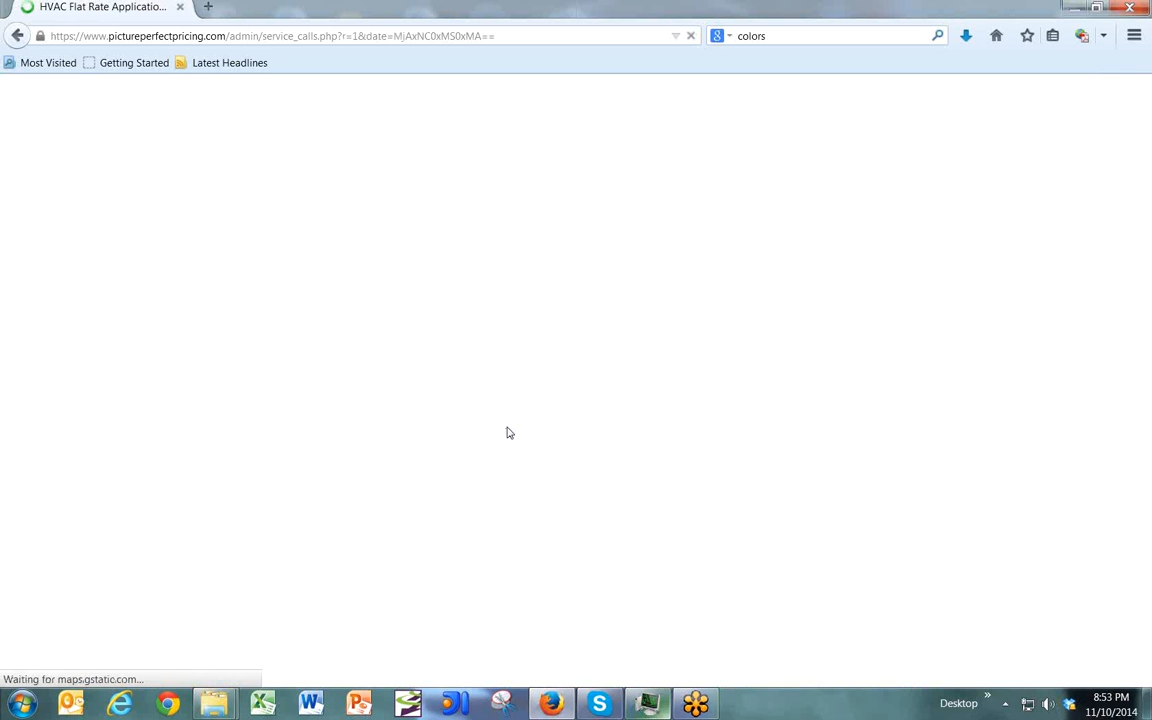 HVAC Flat Rate Applicatio...
https://www.pictureperfectpricing.com/admin/service_calls.php?r=1&date=MjAxNC0xMS0xMA==
colors
Most Visited Getting Started Latest Headlines
Waiting for maps.gstatic.com...
Desktop
8:53 PM
11/10/2014